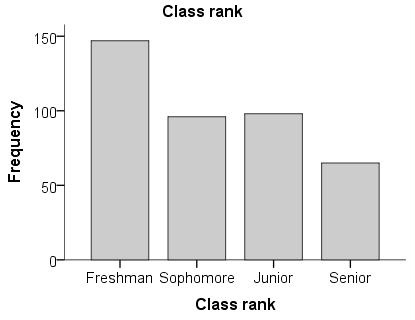 Class rank
150
100
50
0
Frequency
Freshman Sophomore Junior Senior
Class rank